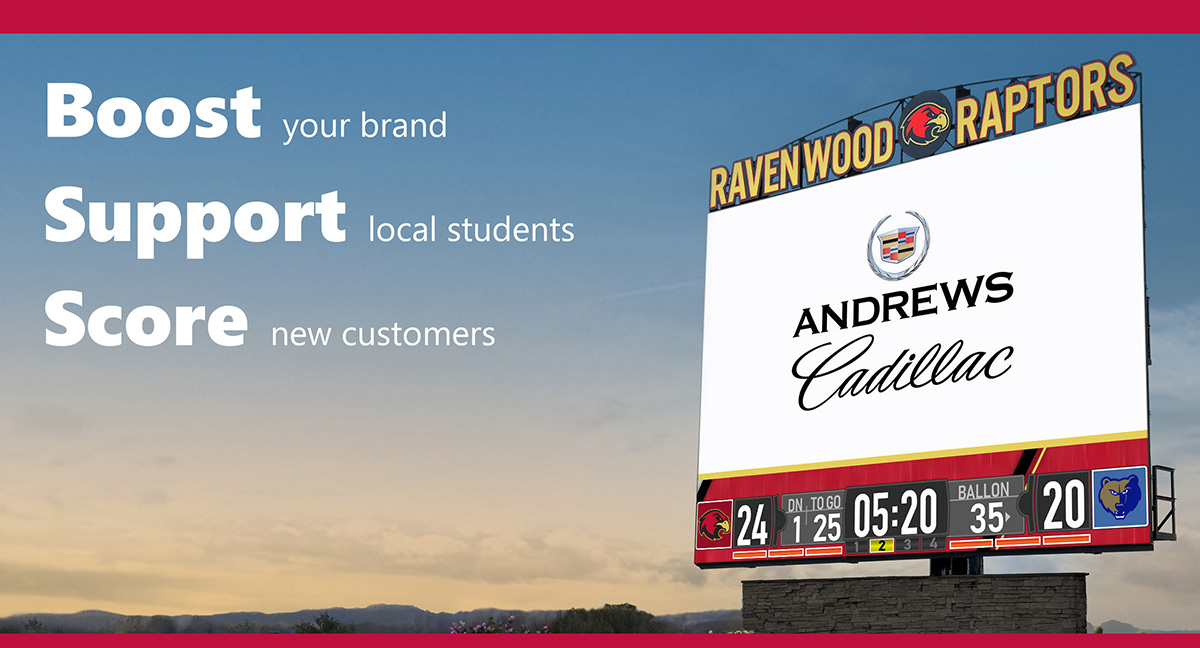 Boost your brand
Support local students
Score new customers
RAVENWOOD RAPTORS
ANDREWS
Cadillac
24 DN 1 TO GO 25 05:20 BALL ON 35 20
1 2 3 4